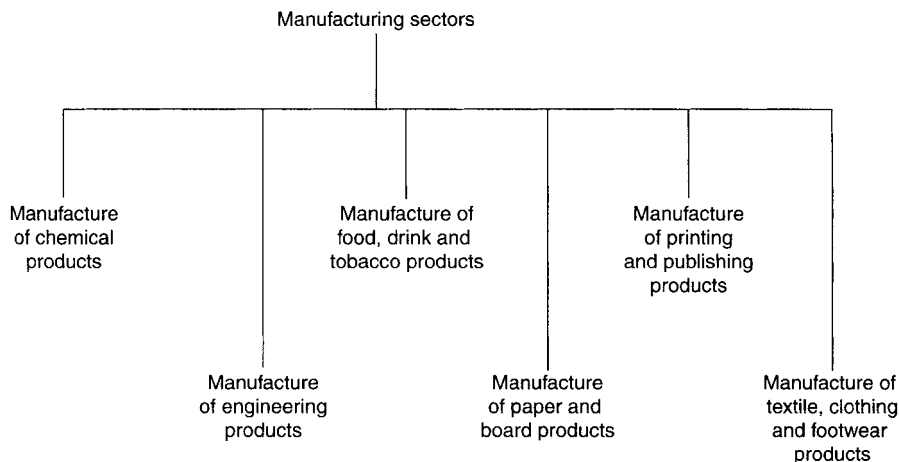 Manufacturing sectors
Manufacture
of chemical
products
Manufacture of
food, drink and
tobacco products
Manufacture
of printing
and publishing
products
Manufacture
of engineering
products
Manufacture
of paper and
board products
Manufacture of
textile, clothing
and footwear
products